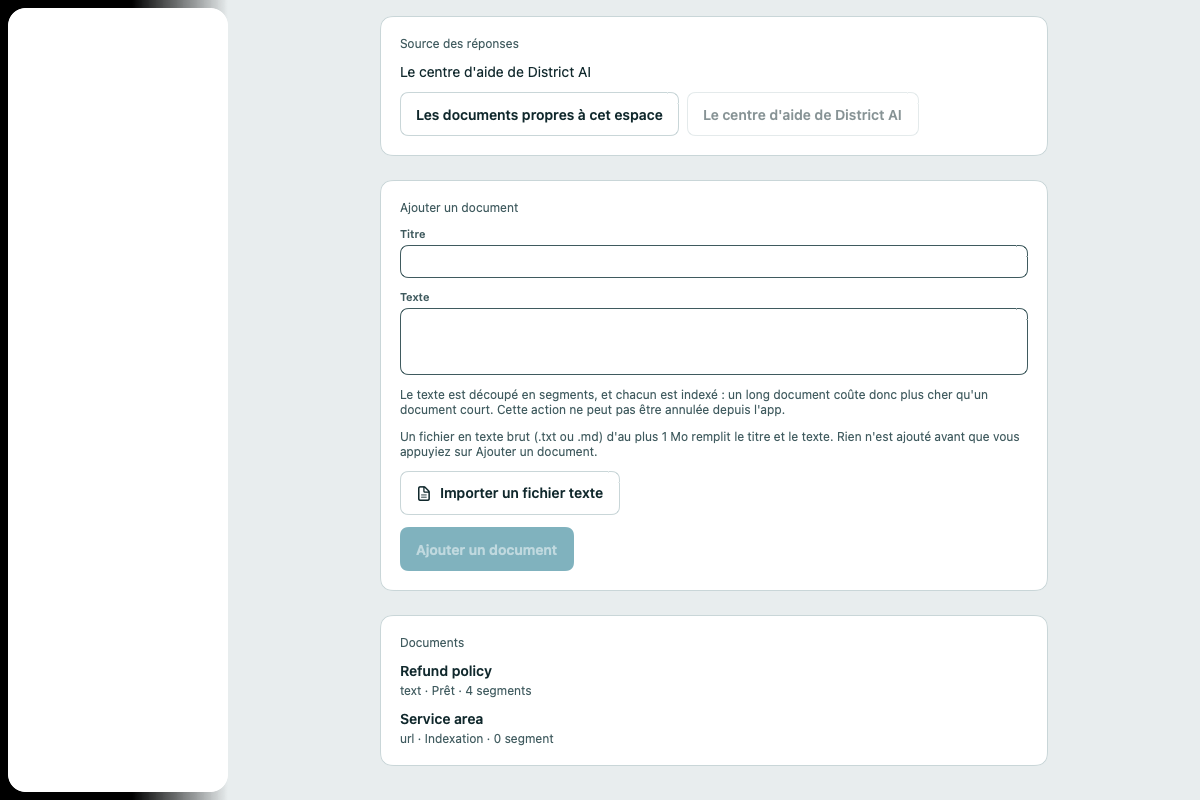 Source des réponses
Le centre d'aide de District AI
Les documents propres à cet espace
Le centre d'aide de District AI
Ajouter un document
Titre
Texte
Le texte est découpé en segments, et chacun est indexé : un long document coûte donc plus cher qu'un
document court. Cette action ne peut pas être annulée depuis l'app.
Un fichier en texte brut (.txt ou .md) d'au plus 1 Mo remplit le titre et le texte. Rien n'est ajouté avant que vous
appuyiez sur Ajouter un document.
Importer un fichier texte
Ajouter un document
Documents
Refund policy
text · Prêt · 4 segments
Service area
url · Indexation · 0 segment